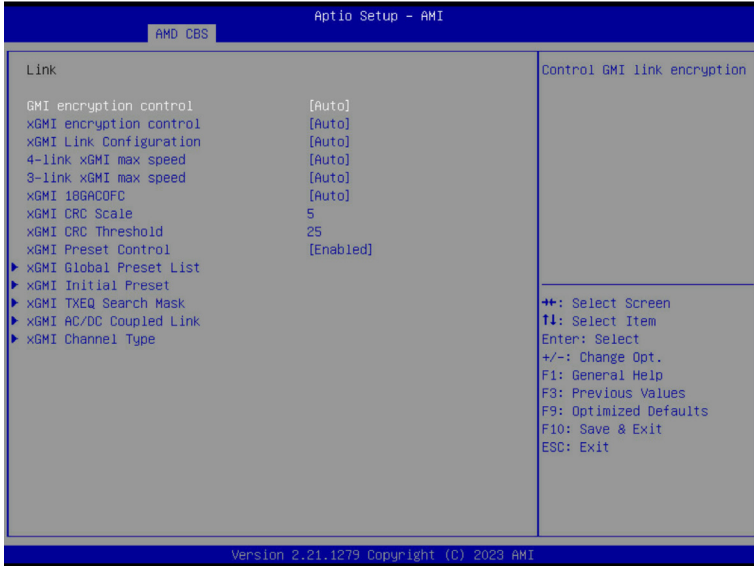 Aptio Setup - AMI
AMD CBS
Link
GMI encryption control [Auto]
xGMI encryption control [Auto]
xGMI Link Configuration [Auto]
4-link xGMI max speed [Auto]
3-link xGMI max speed [Auto]
xGMI 18GACOFC [Auto]
xGMI CRC Scale 5
xGMI CRC Threshold 25
xGMI Preset Control [Enabled]
xGMI Global Preset List
xGMI Initial Preset
xGMI TXEQ Search Mask
xGMI AC/DC Coupled Link
xGMI Channel Type
Control GMI link encryption
→←: Select Screen
↑↓: Select Item
Enter: Select
+/-: Change Opt.
F1: General Help
F3: Previous Values
F9: Optimized Defaults
F10: Save & Exit
ESC: Exit
Version 2.21.1279 Copyright (C) 2023 AMI